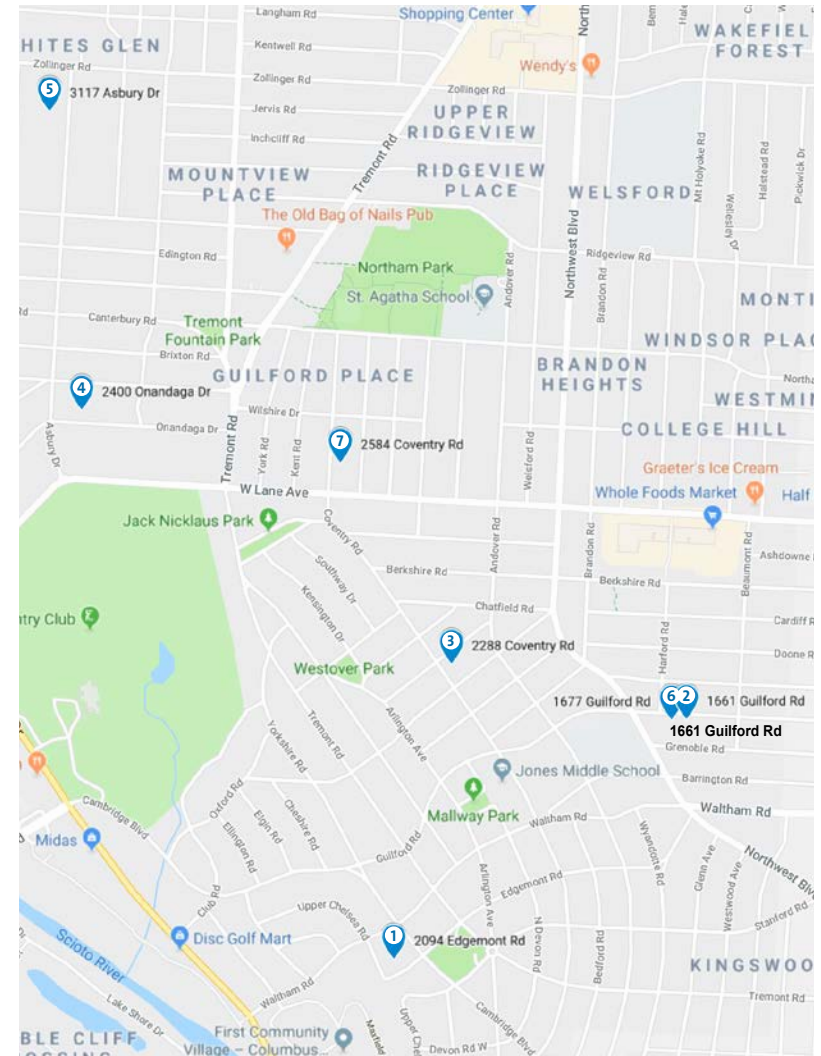 Langham Rd
Shopping Center
North
WAKEFIEL
FOREST
HITES GLEN
Kentwell Rd
Wendy's
Zollinger Rd
5
3117 Asbury Dr
Zollinger Rd
Zollinger Rd
Jervis Rd
Inchcliff Rd
UPPER
RIDGEVIEW
Tremont Rd
Mt Holyoke Rd
Halstead Rd
Pickwick Dr
Wellesley Dr
MOUNTVIEW
PLACE
RIDGEVIEW
PLACE
WELSFORD
The Old Bag of Nails Pub
Northwest Blvd
Edington Rd
Ridgeview Rd
Northam Park
Andover Rd
Brandon Rd
St. Agatha School
MONTI
Canterbury Rd
Rd
Tremont
Fountain Park
WINDSOR PLA
Brixton Rd
GUILFORD PLACE
BRANDON
HEIGHTS
Northa
4
2400 Onandaga Dr
WESTMI
Wilshire Dr
Onandaga Dr
COLLEGE HILL
Asbury Dr
Tremont Rd
York Rd
Kent Rd
7
2584 Coventry Rd
Welsford Rd
Graeter's Ice Cream
W Lane Ave
Whole Foods Market
Half
Jack Nicklaus Park
Coventry Rd
Andover Rd
Brandon Rd
Beaumont Rd
Ashdowne
Southway Dr
Berkshire Rd
Berkshire Rd
Kensington Dr
Chatfield Rd
ntry Club
Cardiff R
Harford Rd
3
2288 Coventry Rd
Doone R
Westover Park
6
2
1677 Guilford Rd
1661 Guilford Rd
1661 Guilford Rd
Tremont Rd
Arlington Ave
Yorkshire Rd
Grenoble Rd
Jones Middle School
Barrington Rd
Oxford Rd
Cambridge Blvd
Mallway Park
Waltham Rd
Waltham Rd
Cheshire Rd
Elgin Rd
Ellington Rd
Midas
Guilford Rd
Wyandotte Rd
Northwest Blv
Glenn Ave
Westwood Ave
Arlington Ave
Edgemont Rd
Club Rd
Upper Chelsea Rd
Stanford Rd
1
2094 Edgemont Rd
N Devon Rd
Bedford Rd
Disc Golf Mart
Scioto River
KINGSWOO
Waltham Rd
Tremont Rd
Lake Shore Dr
Cambridge Blvd
First Community
Village – Columbus...
Maxfield
Upper Che
Devon Rd W
BLE CLIFF